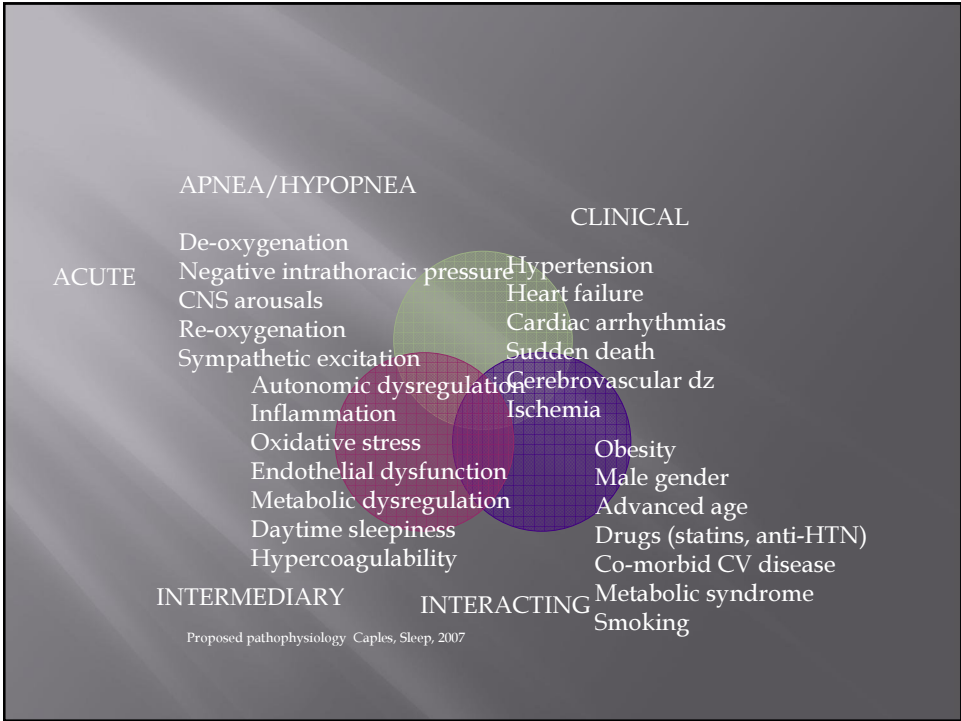 APNEA/HYPOPNEA
ACUTE
De-oxygenation
Negative intrathoracic pressure
CNS arousals
Re-oxygenation
Sympathetic excitation
CLINICAL
Hypertension
Heart failure
Cardiac arrhythmias
Sudden death
Cerebrovascular dz
Ischemia
Autonomic dysregulation
Inflammation
Oxidative stress
Endothelial dysfunction
Metabolic dysregulation
Daytime sleepiness
Hypercoagulability
INTERMEDIARY
INTERACTING
Obesity
Male gender
Advanced age
Drugs (statins, anti-HTN)
Co-morbid CV disease
Metabolic syndrome
Smoking
Proposed pathophysiology Caples, Sleep, 2007